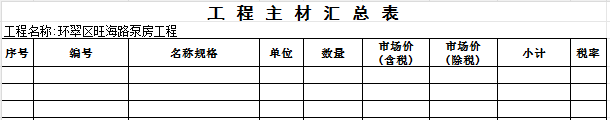 工 程 主 材 汇 总 表
工程名称:环翠区旺海路泵房工程
序号 编号 名称规格 单位 数量 市场价(含税) 市场价(除税) 小计 税率